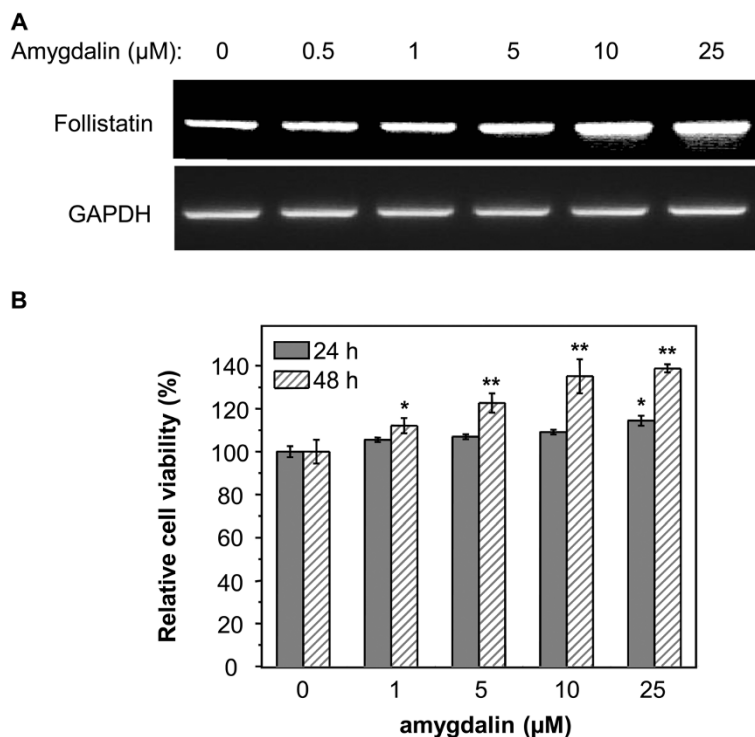 A
Amygdalin (µM): 0 0.5 1 5 10 25
Follistatin
GAPDH
B
24 h
48 h
* ** ** * **
Relative cell viability (%)
140
120
100
80
60
40
20
0
0 1 5 10 25
amygdalin (µM)